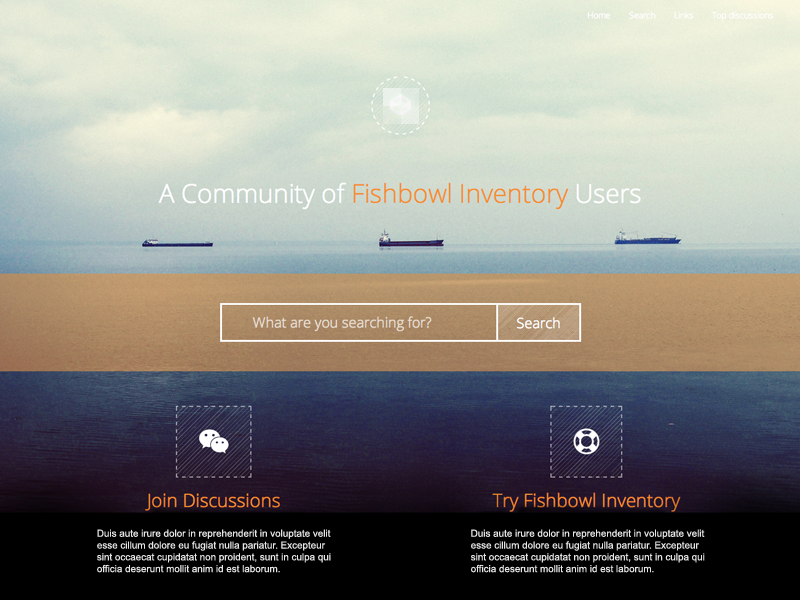 Home Search Links Top discussions
A Community of Fishbowl Inventory Users
What are you searching for? Search
Join Discussions Try Fishbowl Inventory
Duis aute irure dolor in reprehenderit in voluptate velit
esse cillum dolore eu fugiat nulla pariatur. Excepteur
sint occaecat cupidatat non proident, sunt in culpa qui
officia deserunt mollit anim id est laborum.
Duis aute irure dolor in reprehenderit in voluptate velit
esse cillum dolore eu fugiat nulla pariatur. Excepteur
sint occaecat cupidatat non proident, sunt in culpa qui
officia deserunt mollit anim id est laborum.